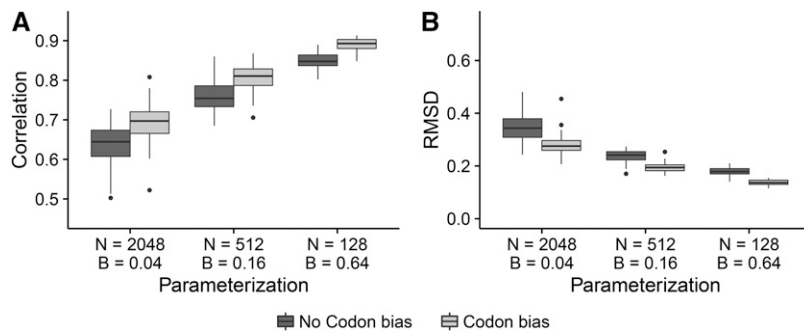 A
Correlation
0.9
0.8
0.7
0.6
0.5
N = 2048 N = 512 N = 128
B = 0.04 B = 0.16 B = 0.64
Parameterization
B
RMSD
0.6
0.4
0.2
0.0
N = 2048 N = 512 N = 128
B = 0.04 B = 0.16 B = 0.64
Parameterization
No Codon bias Codon bias